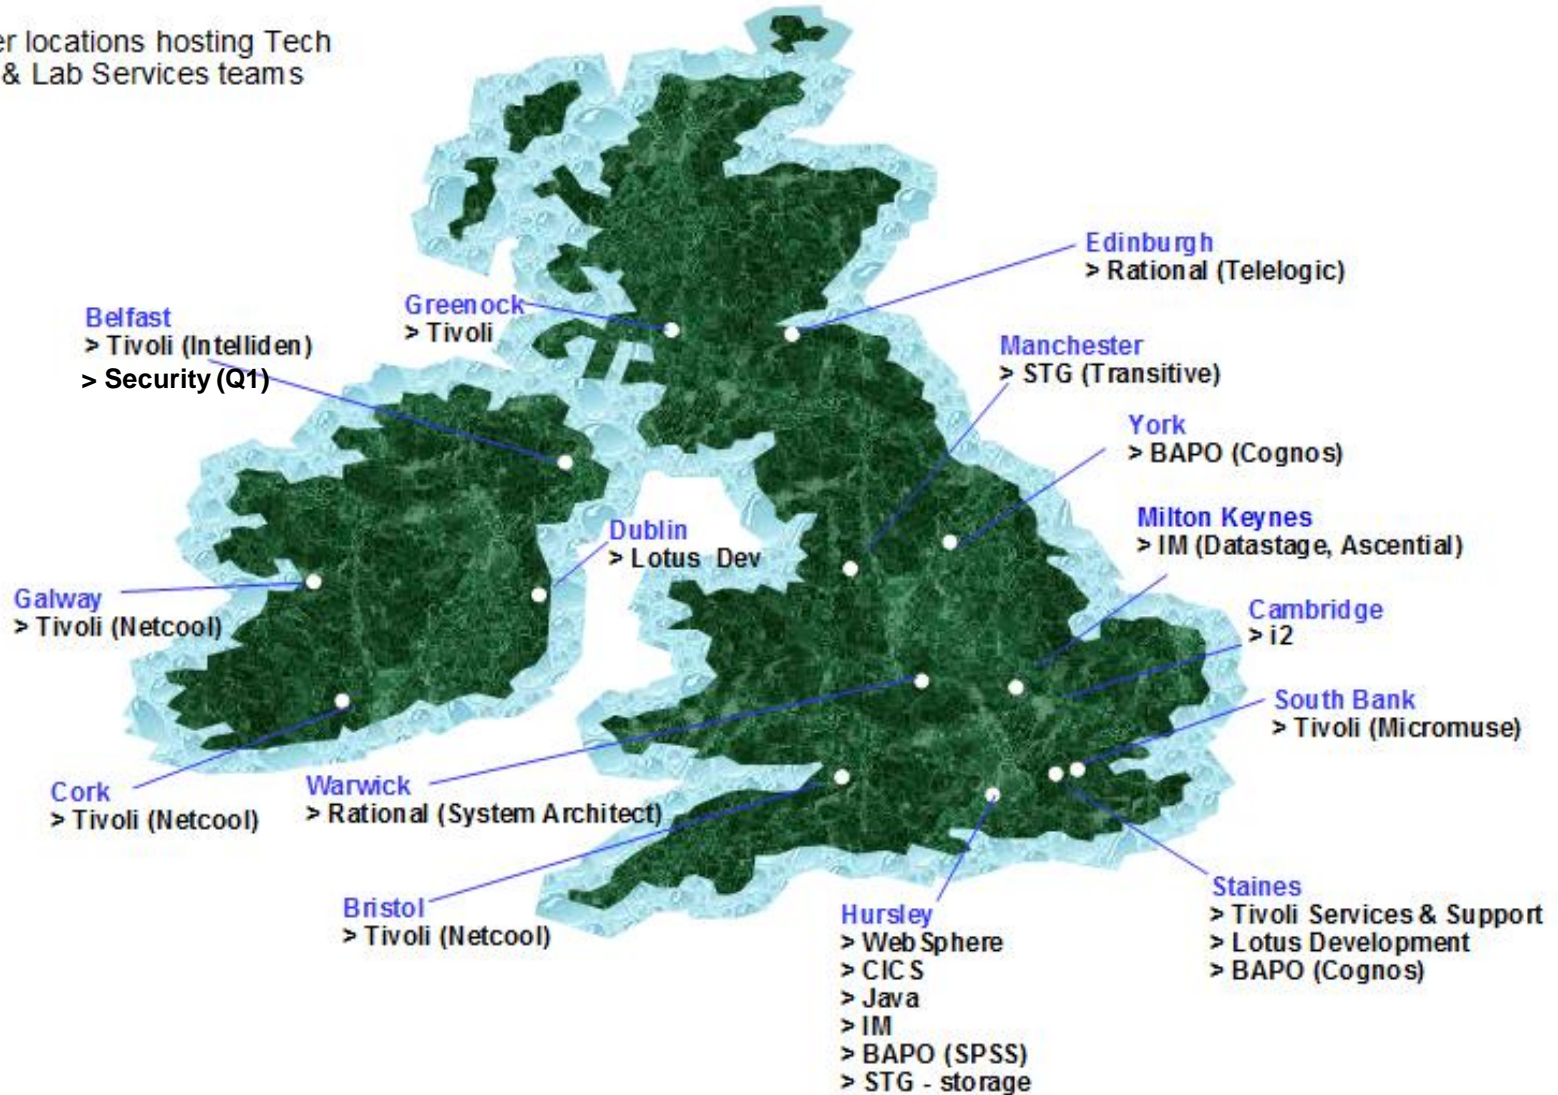 er locations hosting Tech
& Lab Services teams
Edinburgh
> Rational (Telelogic)
Greenock
> Tivoli
Belfast
> Tivoli (Intelliden)
> Security (Q1)
Manchester
> STG (Transitive)
York
> BAPO (Cognos)
Milton Keynes
> IM (Datastage, Ascential)
Dublin
> Lotus Dev
Galway
> Tivoli (Netcool)
Cambridge
> i2
South Bank
> Tivoli (Micromuse)
Cork
> Tivoli (Netcool)
Warwick
> Rational (System Architect)
Bristol
> Tivoli (Netcool)
Hursley
> WebSphere
> CICS
> Java
> IM
> BAPO (SPSS)
> STG - storage
Staines
> Tivoli Services & Support
> Lotus Development
> BAPO (Cognos)